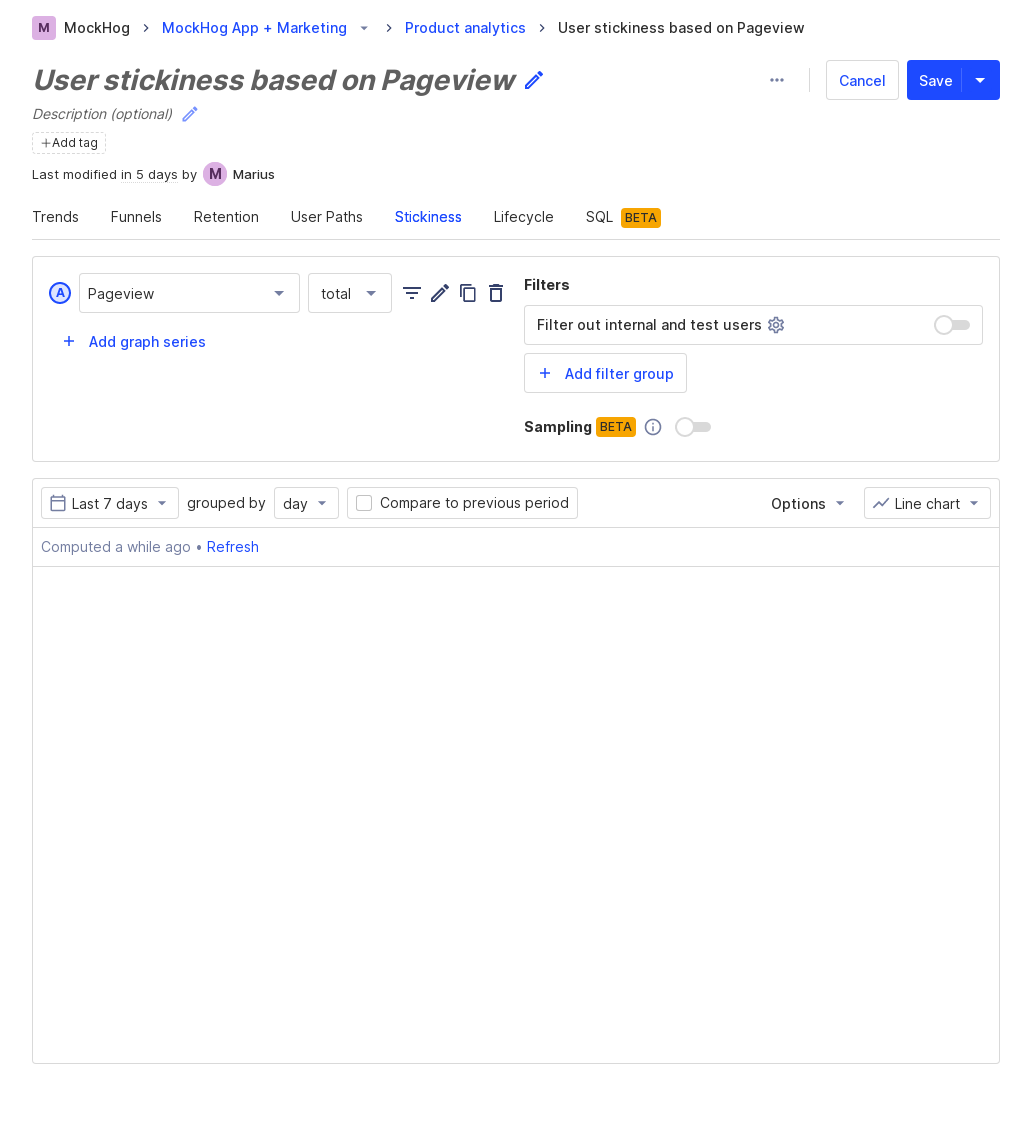 M MockHog > MockHog App + Marketing > Product analytics > User stickiness based on Pageview
User stickiness based on Pageview
Cancel Save
Description (optional)
+Add tag
Last modified in 5 days by M Marius
Trends Funnels Retention User Paths Stickiness Lifecycle SQL BETA
A Pageview total
+ Add graph series
Filters
Filter out internal and test users
+ Add filter group
Sampling BETA
Last 7 days grouped by day Compare to previous period Options Line chart
Computed a while ago • Refresh